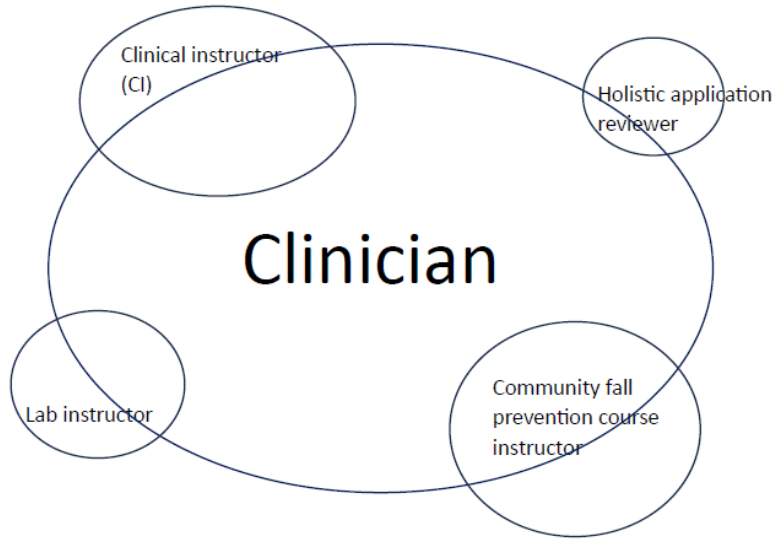 Clinical instructor
(CI)
Holistic application
reviewer
Clinician
Lab instructor
Community fall
prevention course
instructor